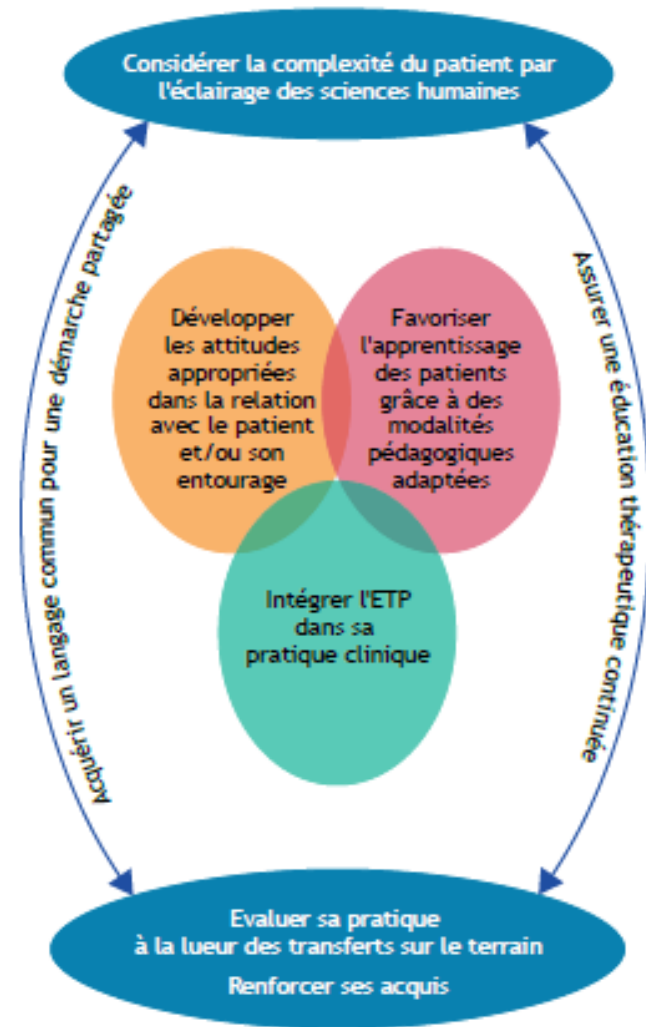 Considérer la complexité du patient par
l'éclairage des sciences humaines
Acquérir un langage commun pour une démarche partagée
Développer
les attitudes
appropriées
dans la relation
avec le patient
et/ou son
entourage
Favoriser
l'apprentissage
des patients
grâce à des
modalités
pédagogiques
adaptées
Assurer une éducation thérapeutique continuée
Intégrer l'ETP
dans sa
pratique clinique
Evaluer sa pratique
à la lueur des transferts sur le terrain
Renforcer ses acquis